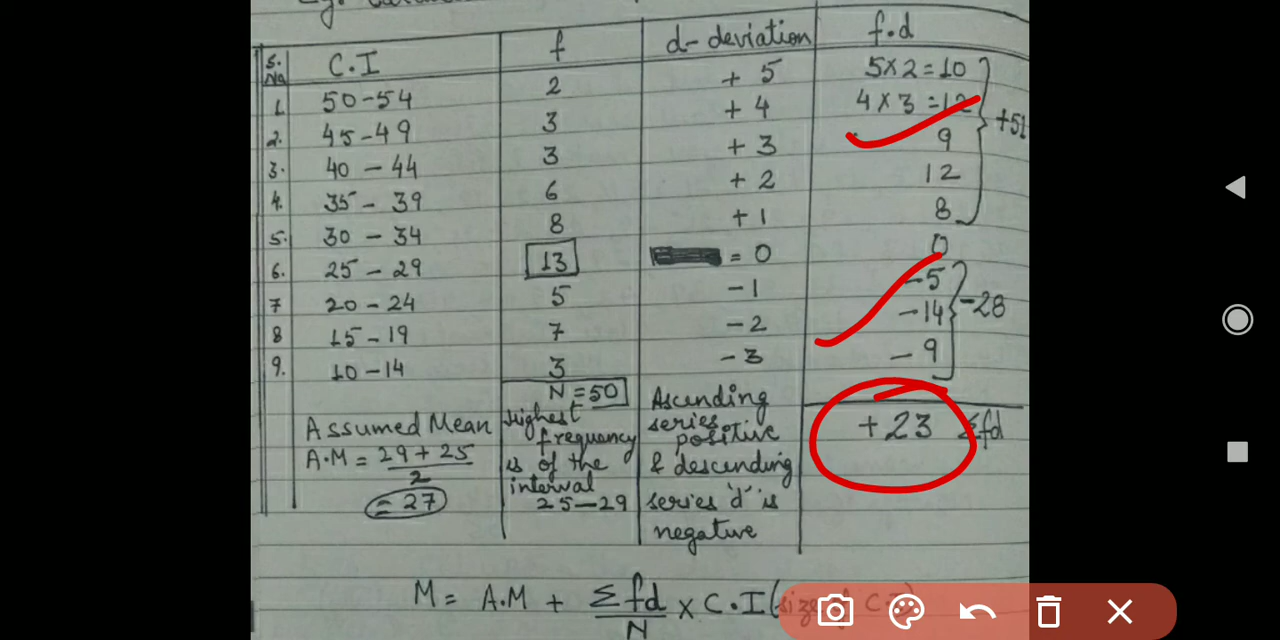 S. No C.I f d- deviation f.d
1. 50-54 2 + 5 5×2=10
2. 45-49 3 + 4 4×3=12
3. 40-44 3 + 3 9
4. 35-39 6 + 2 12
5. 30-34 8 + 1 8
+51
6. 25-29 13 = 0 0
7 20-24 5 -1 -5
8 15-19 7 -2 -14
9. 10-14 3 -3 -9
-28
N = 50
+23 Σfd
Assumed Mean
A.M = 29+25
2
= 27
Highest
frequency
is of the
interval
25-29
Ascending
series
positive
& descending
series 'd' is
negative
M = A.M + Σfd × C.I (size of C.I)
N